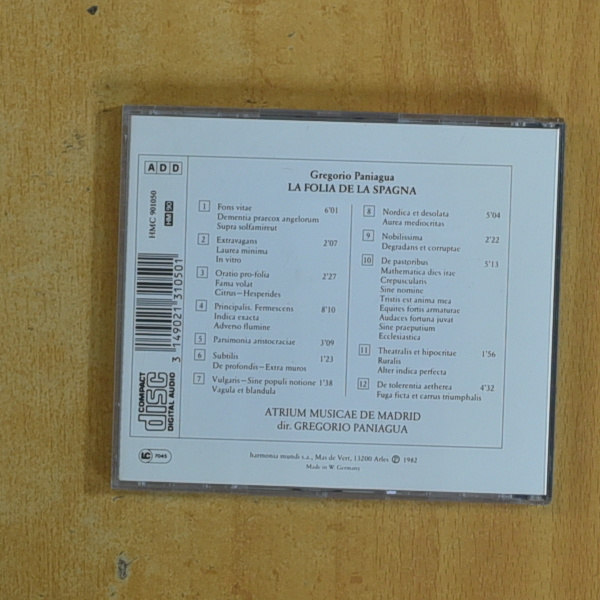 Gregorio Paniagua
LA FOLIA DE LA SPAGNA
1 Fons vitae 6'01
Dementia praecox angelorum
Supra solfamireut
2 Extravagans 2'07
Laurea minima
In vitro
3 Oratio pro-folia 2'27
Fama volat
Citrus—Hesperides
4 Principalis. Fermescens 8'10
Indica exacta
Adveno flumine
5 Parsimonia aristocraciae 3'09
6 Subtilis 1'23
De profondis—Extra muros
7 Vulgaris—Sine populi notione 1'38
Vagula et blandula
8 Nordica et desolata 5'04
Aurea mediocritas
9 Nobilissima 2'22
Degradans et corruptae
10 De pastoribus 5'13
Mathematica dies irae
Crepuscularis
Sine nomine
Tristis est anima mea
Equites fortis armaturae
Audaces fortuna juvat
Sine praeputium
Ecclesiastica
11 Theatralis et hipocritae 1'56
Ruralis
Alter indica perfecta
12 De tolerentia aetherea 4'32
Fuga ficta et carrus triumphalis
ATRIUM MUSICAE DE MADRID
dir. GREGORIO PANIAGUA
harmonia mundi s.a., Mas de Vert, 13200 Arles Ⓟ 1982
Made in W. Germany
ADD
HMC 901050
HM 90
3 149021 310501
COMPACT
disc
DIGITAL AUDIO
LC 7045